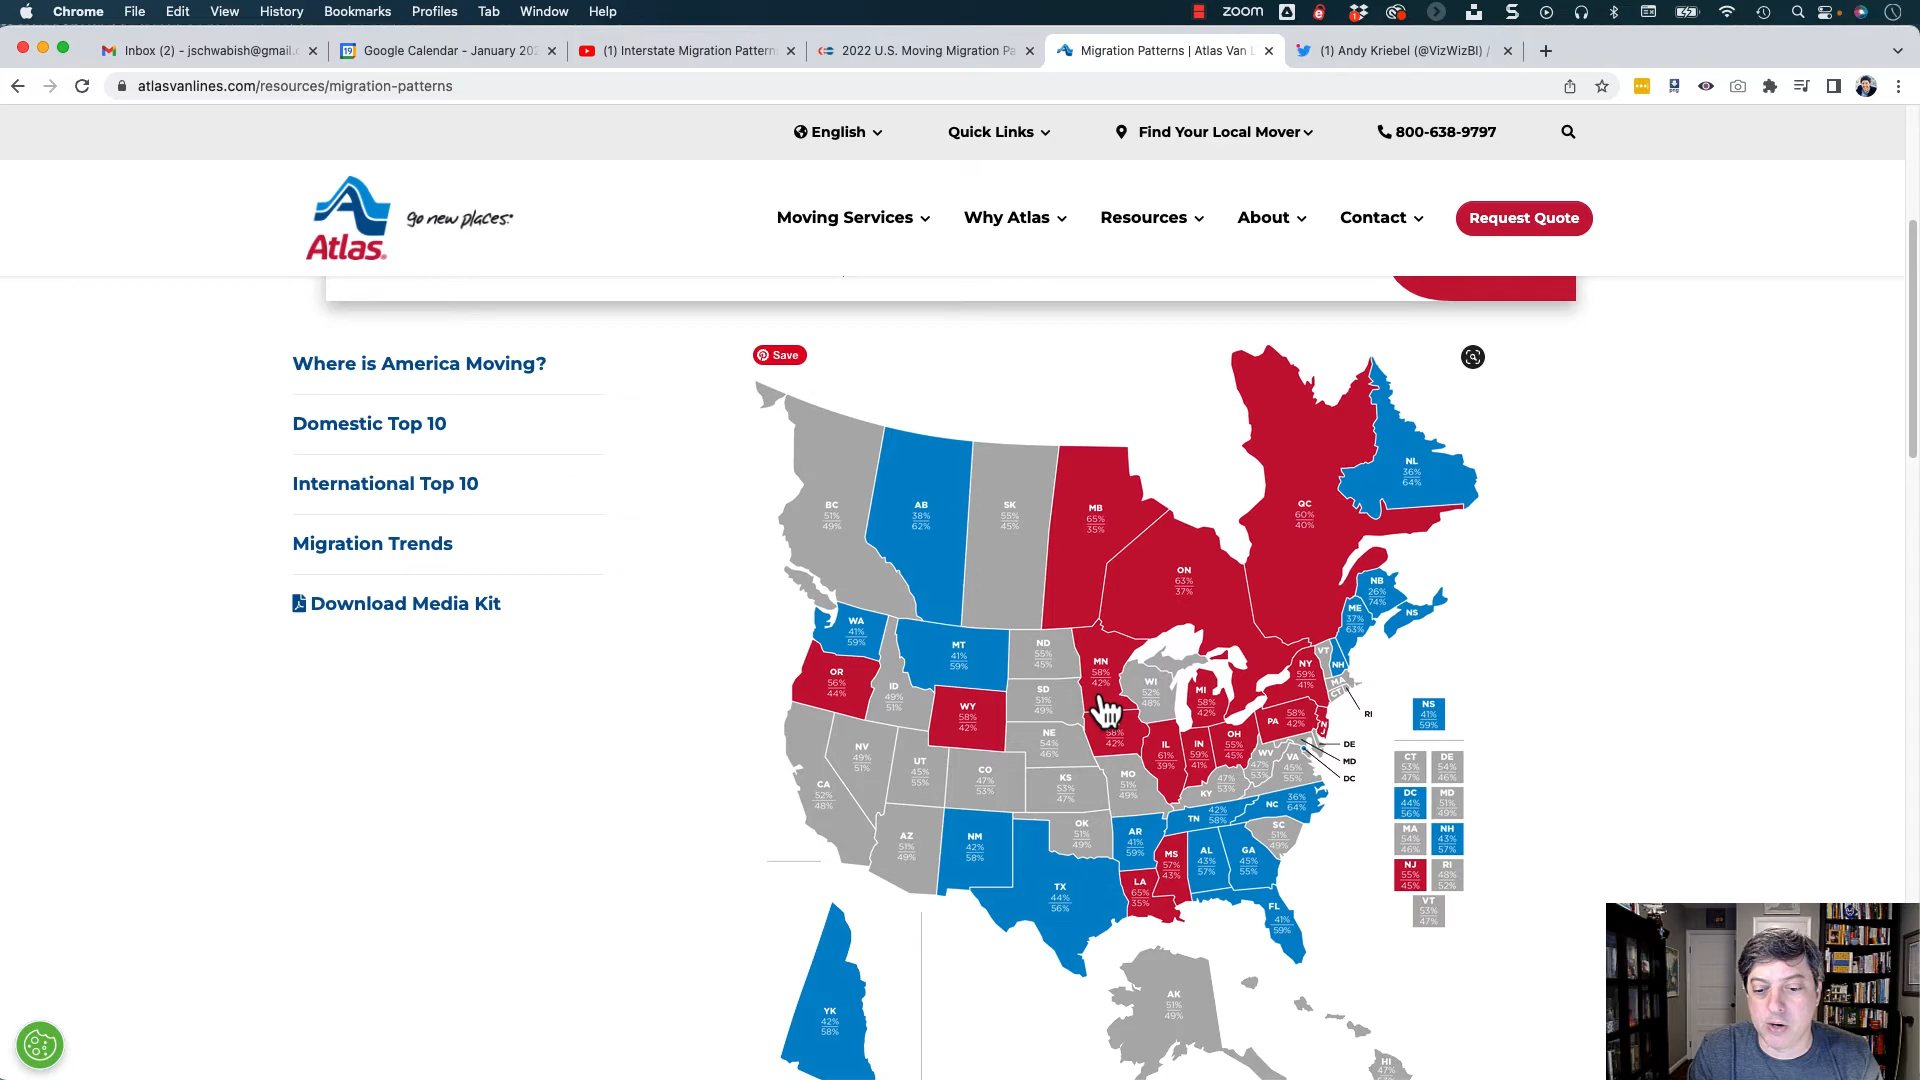 Chrome File Edit View History Bookmarks Profiles Tab Window Help
zoom
Inbox (2) - jschwabish@gmail.c
Google Calendar - January 202
(1) Interstate Migration Pattern
2022 U.S. Moving Migration Pa
Migration Patterns | Atlas Van L
(1) Andy Kriebel (@VizWizBI) /
atlasvanlines.com/resources/migration-patterns
English
Quick Links
Find Your Local Mover
800-638-9797
Atlas
go new places.
Moving Services
Why Atlas
Resources
About
Contact
Request Quote
Where is America Moving?
Domestic Top 10
International Top 10
Migration Trends
Download Media Kit
Save
BC
51%
49%
AB
38%
62%
SK
55%
45%
MB
65%
35%
ON
63%
37%
QC
60%
40%
NL
36%
64%
NB
26%
74%
NS
ME
37%
63%
WA
41%
59%
MT
41%
59%
ND
55%
45%
MN
58%
42%
OR
56%
44%
ID
49%
51%
WY
58%
42%
SD
51%
49%
WI
52%
48%
MI
58%
42%
NY
59%
41%
VT
NH
MA
CT
RI
PA
58%
42%
NJ
NV
49%
51%
UT
45%
55%
CO
47%
53%
NE
54%
46%
58%
42%
IL
61%
39%
IN
59%
41%
OH
55%
45%
WV
47%
53%
VA
45%
55%
DE
MD
DC
CA
52%
48%
KS
53%
47%
MO
51%
49%
KY
47%
53%
AZ
51%
49%
NM
42%
58%
OK
51%
49%
AR
41%
59%
TN
42%
58%
NC
36%
64%
SC
51%
49%
TX
44%
56%
LA
65%
35%
MS
57%
43%
AL
43%
57%
GA
45%
55%
FL
41%
59%
NS
41%
59%
CT
53%
47%
DE
54%
46%
DC
44%
56%
MD
51%
49%
MA
54%
46%
NH
43%
57%
NJ
55%
45%
RI
48%
52%
VT
53%
47%
YK
42%
58%
AK
51%
49%
HI
47%